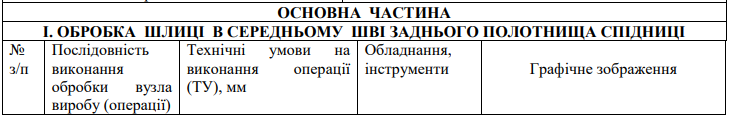 ОСНОВНА ЧАСТИНА
І. ОБРОБКА ШЛИЦІ В СЕРЕДНЬОМУ ШВІ ЗАДНЬОГО ПОЛОТНИЩА СПІДНИЦІ
№ з/п
Послідовність виконання обробки вузла виробу (операції)
Технічні умови на виконання операції (ТУ), мм
Обладнання, інструменти
Графічне зображення